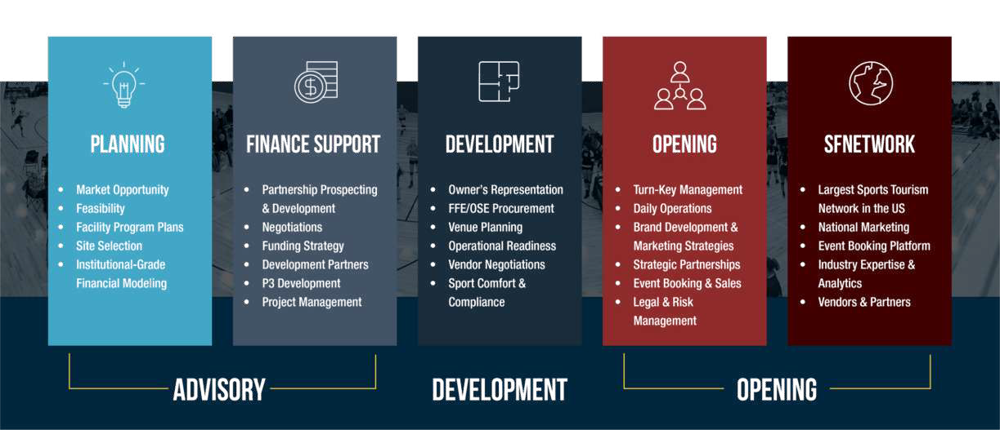 PLANNING
• Market Opportunity
• Feasibility
• Facility Program Plans
• Site Selection
• Institutional-Grade
Financial Modeling
FINANCE SUPPORT
• Partnership Prospecting
& Development
• Negotiations
• Funding Strategy
• Development Partners
• P3 Development
• Project Management
DEVELOPMENT
• Owner’s Representation
• FFE/OSE Procurement
• Venue Planning
• Operational Readiness
• Vendor Negotiations
• Sport Comfort &
Compliance
OPENING
• Turn-Key Management
• Daily Operations
• Brand Development &
Marketing Strategies
• Strategic Partnerships
• Event Booking & Sales
• Legal & Risk
Management
SFNETWORK
• Largest Sports Tourism
Network in the US
• National Marketing
• Event Booking Platform
• Industry Expertise &
Analytics
• Vendors & Partners
ADVISORY
DEVELOPMENT
OPENING